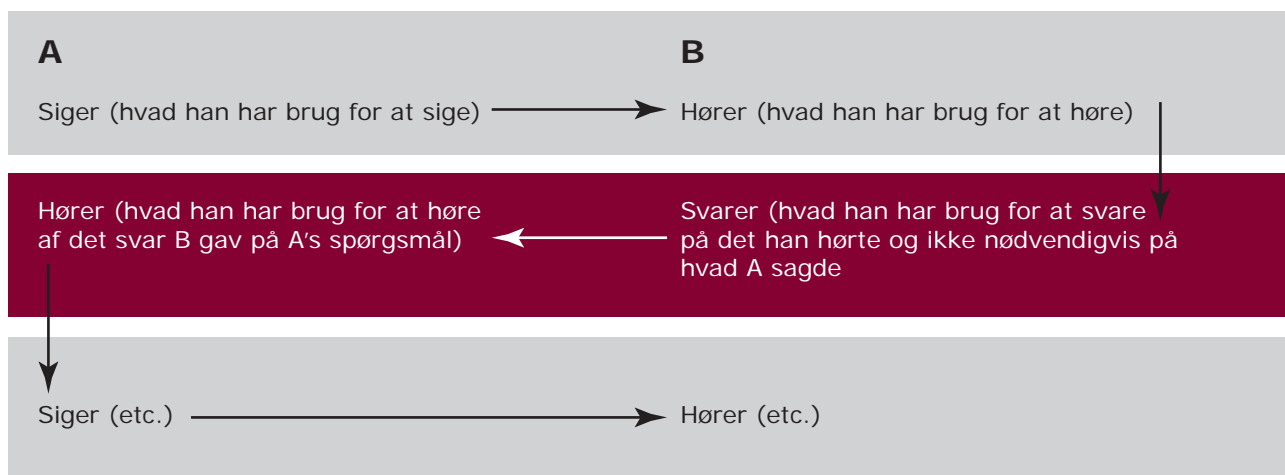 A
B
Siger (hvad han har brug for at sige)
Hører (hvad han har brug for at høre)
Hører (hvad han har brug for at høre
af det svar B gav på A's spørgsmål)
Svarer (hvad han har brug for at svare
på det han hørte og ikke nødvendigvis på
hvad A sagde
Siger (etc.)
Hører (etc.)